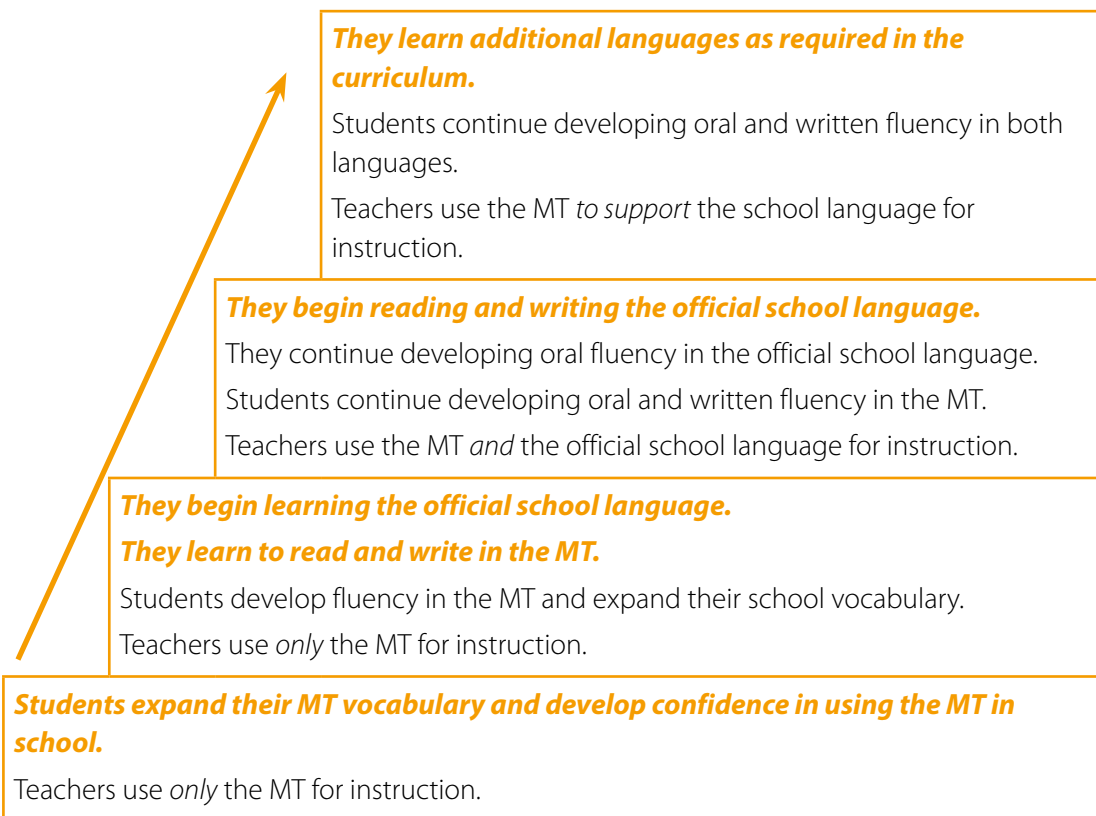 They learn additional languages as required in the
curriculum.
Students continue developing oral and written fluency in both
languages.
Teachers use the MT to support the school language for
instruction.
They begin reading and writing the official school language.
They continue developing oral fluency in the official school language.
Students continue developing oral and written fluency in the MT.
Teachers use the MT and the official school language for instruction.
They begin learning the official school language.
They learn to read and write in the MT.
Students develop fluency in the MT and expand their school vocabulary.
Teachers use only the MT for instruction.
Students expand their MT vocabulary and develop confidence in using the MT in
school.
Teachers use only the MT for instruction.